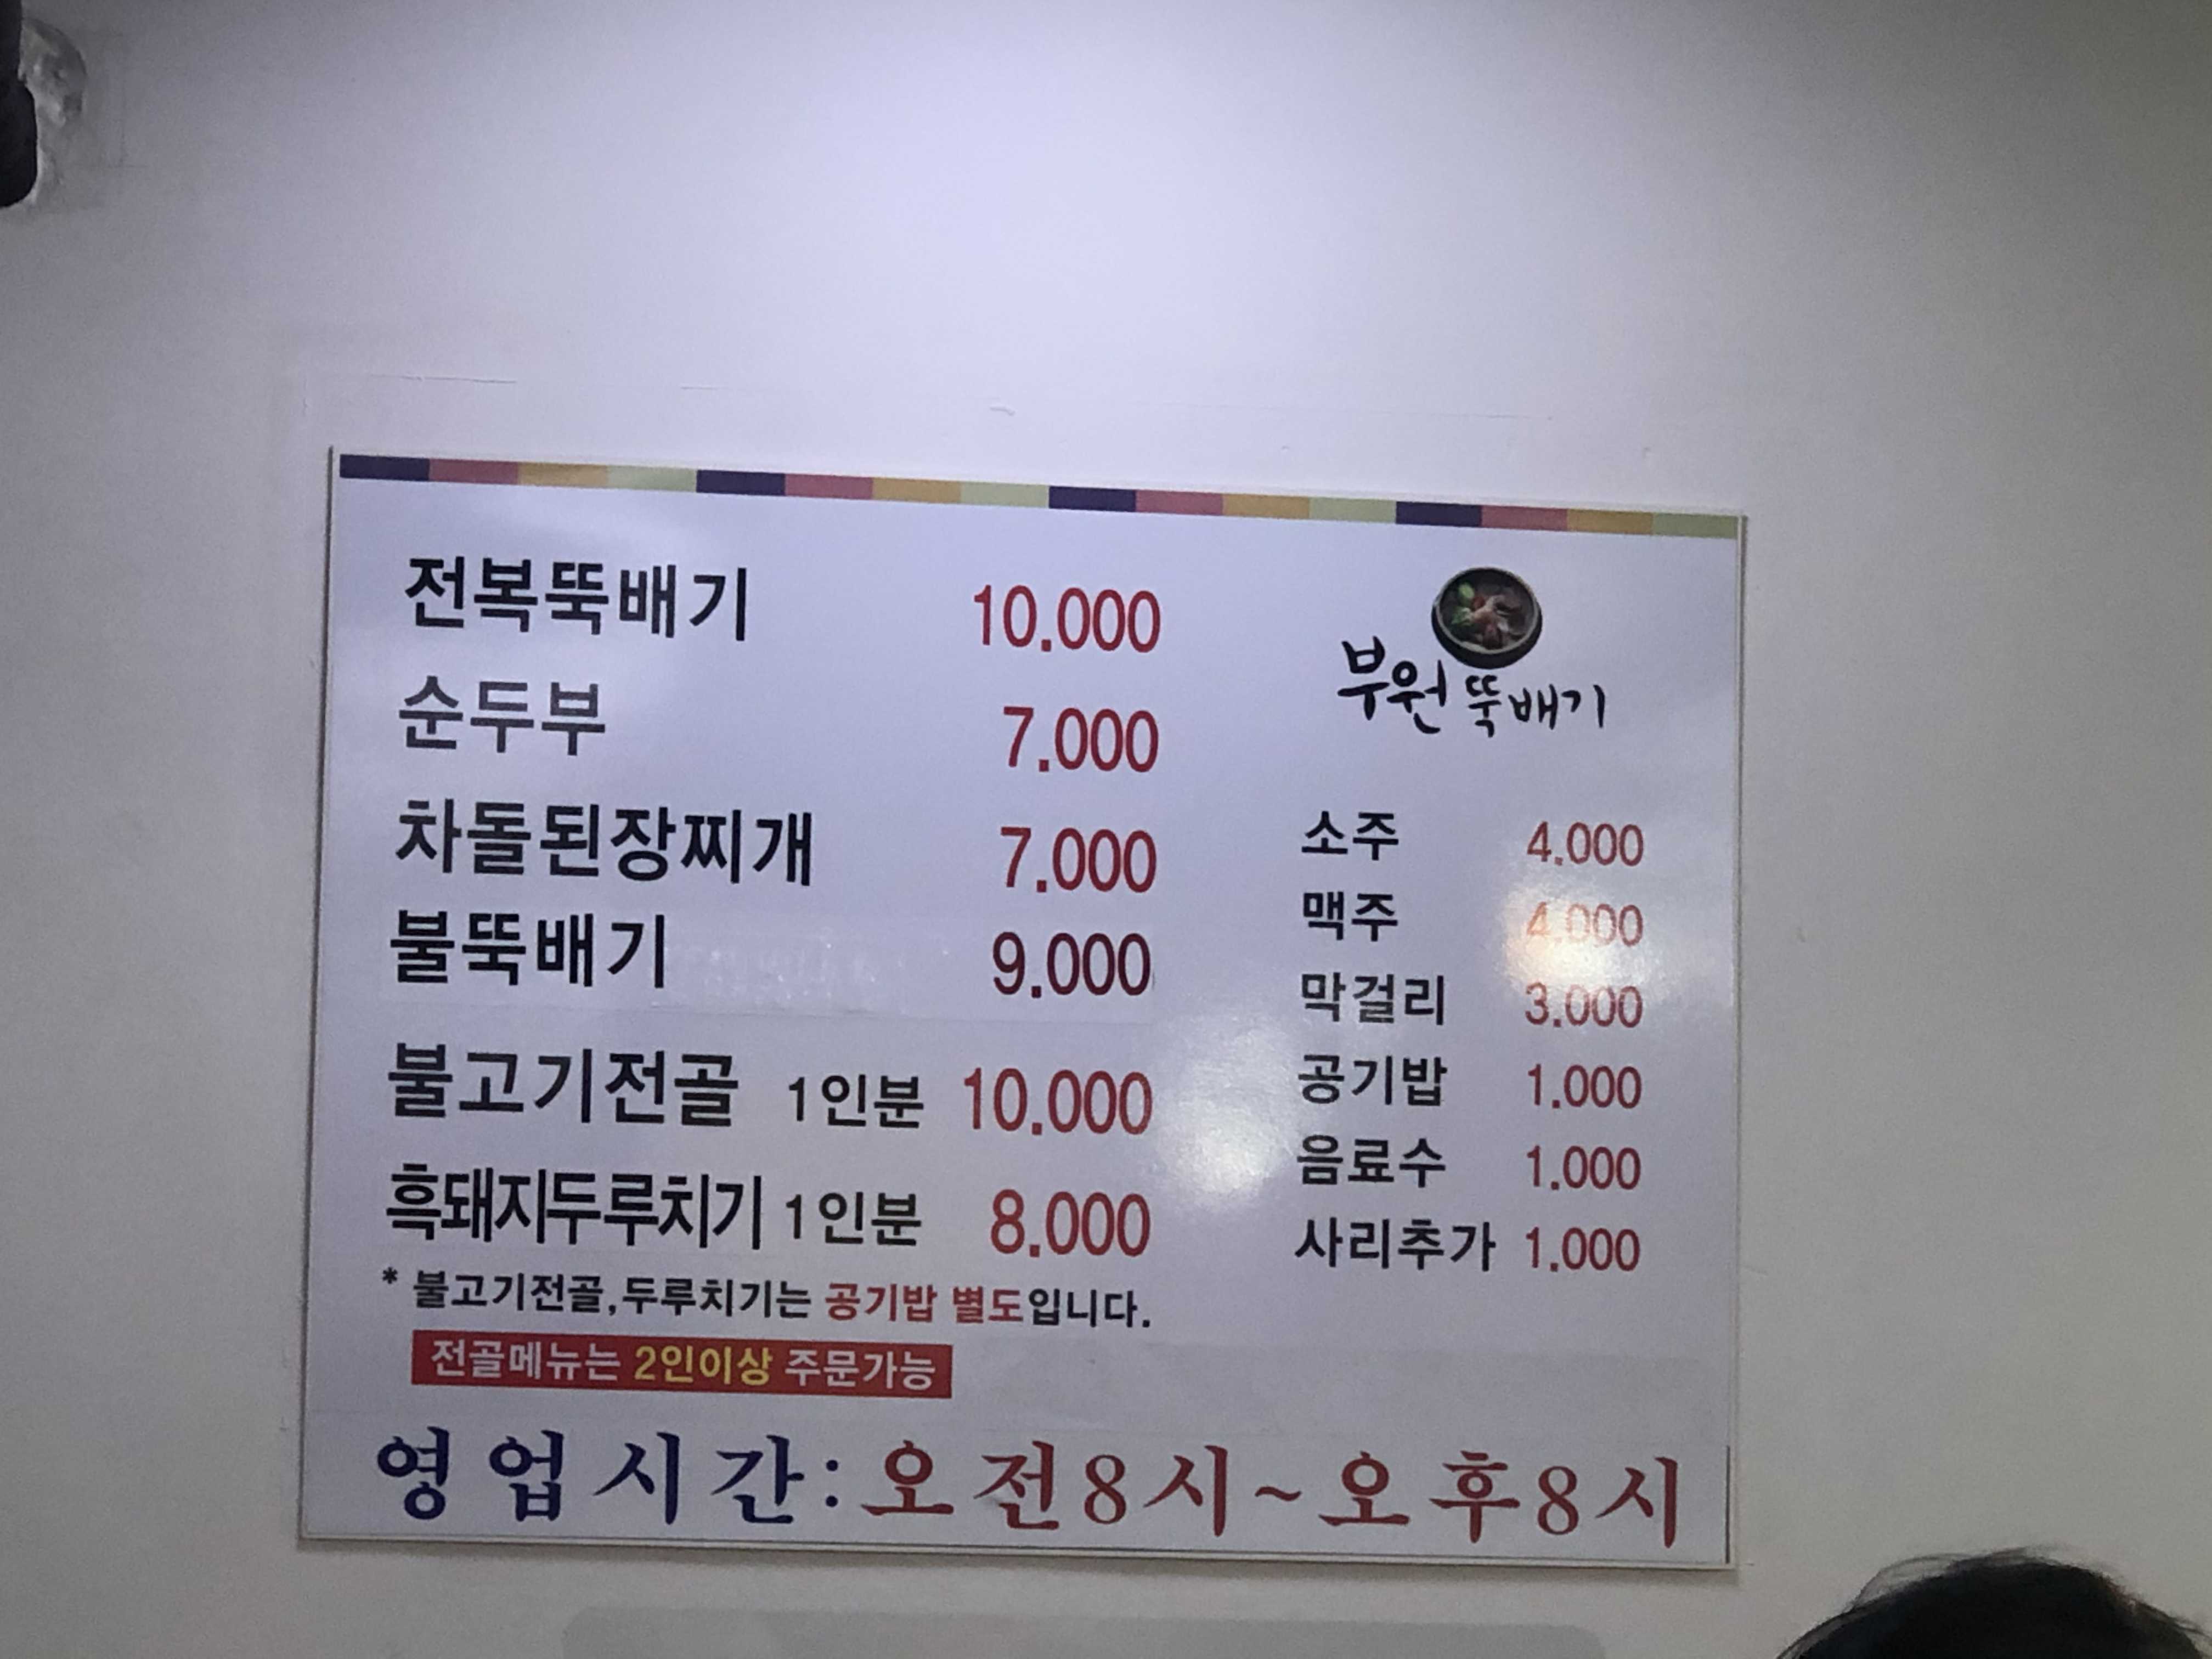 전복뚝배기 10.000
순두부 7.000
차돌된장찌개 7.000
불뚝배기 9.000
불고기전골 1인분 10.000
흑돼지두루치기 1인분 8.000
* 불고기전골,두루치기는 공기밥 별도입니다.
전골메뉴는 2인이상 주문가능
부원뚝배기
소주 4.000
맥주 4.000
막걸리 3.000
공기밥 1.000
음료수 1.000
사리추가 1.000
영업시간:오전8시~오후8시